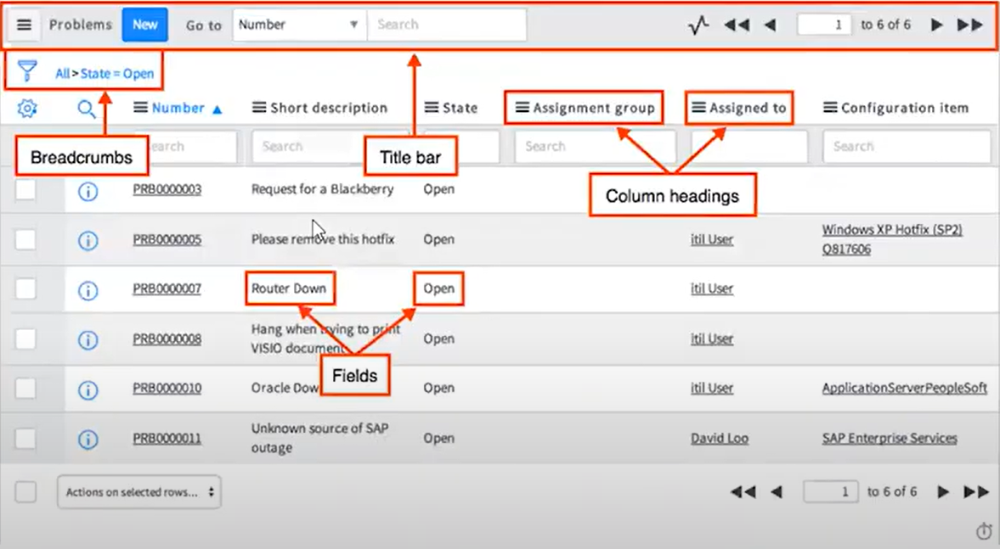 Problems New Go to Number Search 1 to 6 of 6
All > State = Open
Number Short description State Assignment group Assigned to Configuration item
Search Search Search
Breadcrumbs Title bar
Column headings
PRB0000003 Request for a Blackberry Open
PRB0000005 Please remove this hotfix Open itil User Windows XP Hotfix (SP2)
Q817606
PRB0000007 Router Down Open itil User
PRB0000008 Hang when trying to print Open itil User
VISIO document
Fields
PRB0000010 Oracle Dow Open itil User ApplicationServerPeopleSoft
PRB0000011 Unknown source of SAP Open David Loo SAP Enterprise Services
outage
Actions on selected rows... 1 to 6 of 6